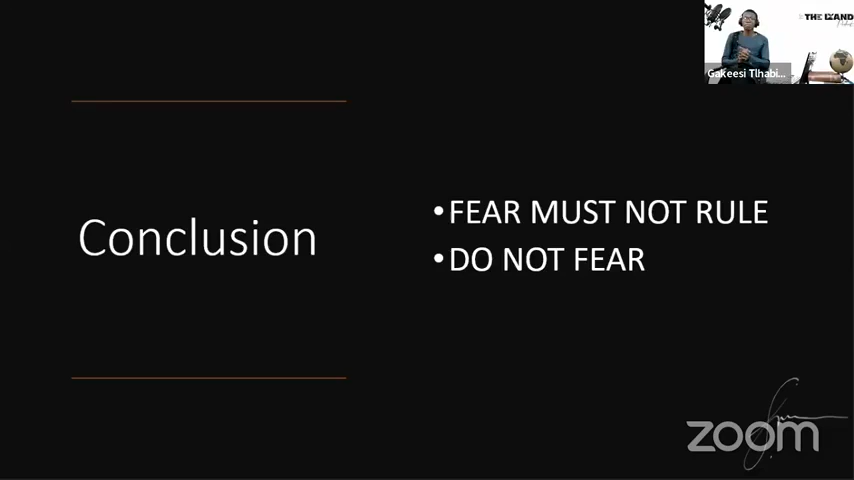 THE LAND
Gakeesi Tlhabi...
Conclusion
•FEAR MUST NOT RULE
•DO NOT FEAR
zoom